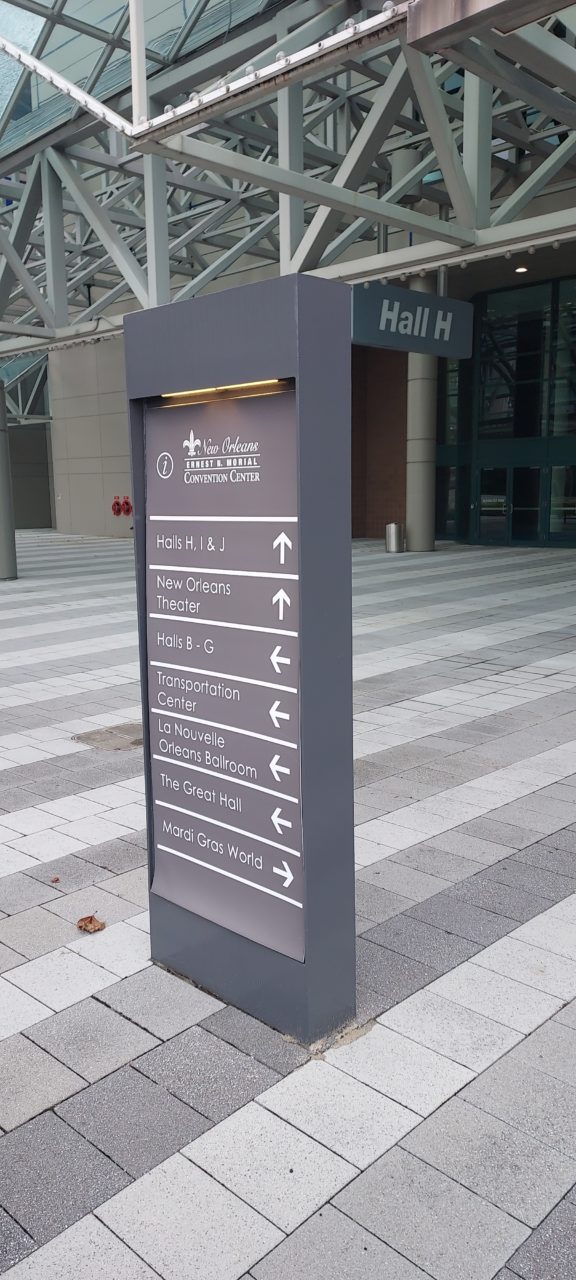 Hall H
i
New Orleans
ERNEST N. MORIAL
CONVENTION CENTER
Halls H, I & J
New Orleans
Theater
Halls B - G
Transportation
Center
La Nouvelle
Orleans Ballroom
The Great Hall
Mardi Gras World